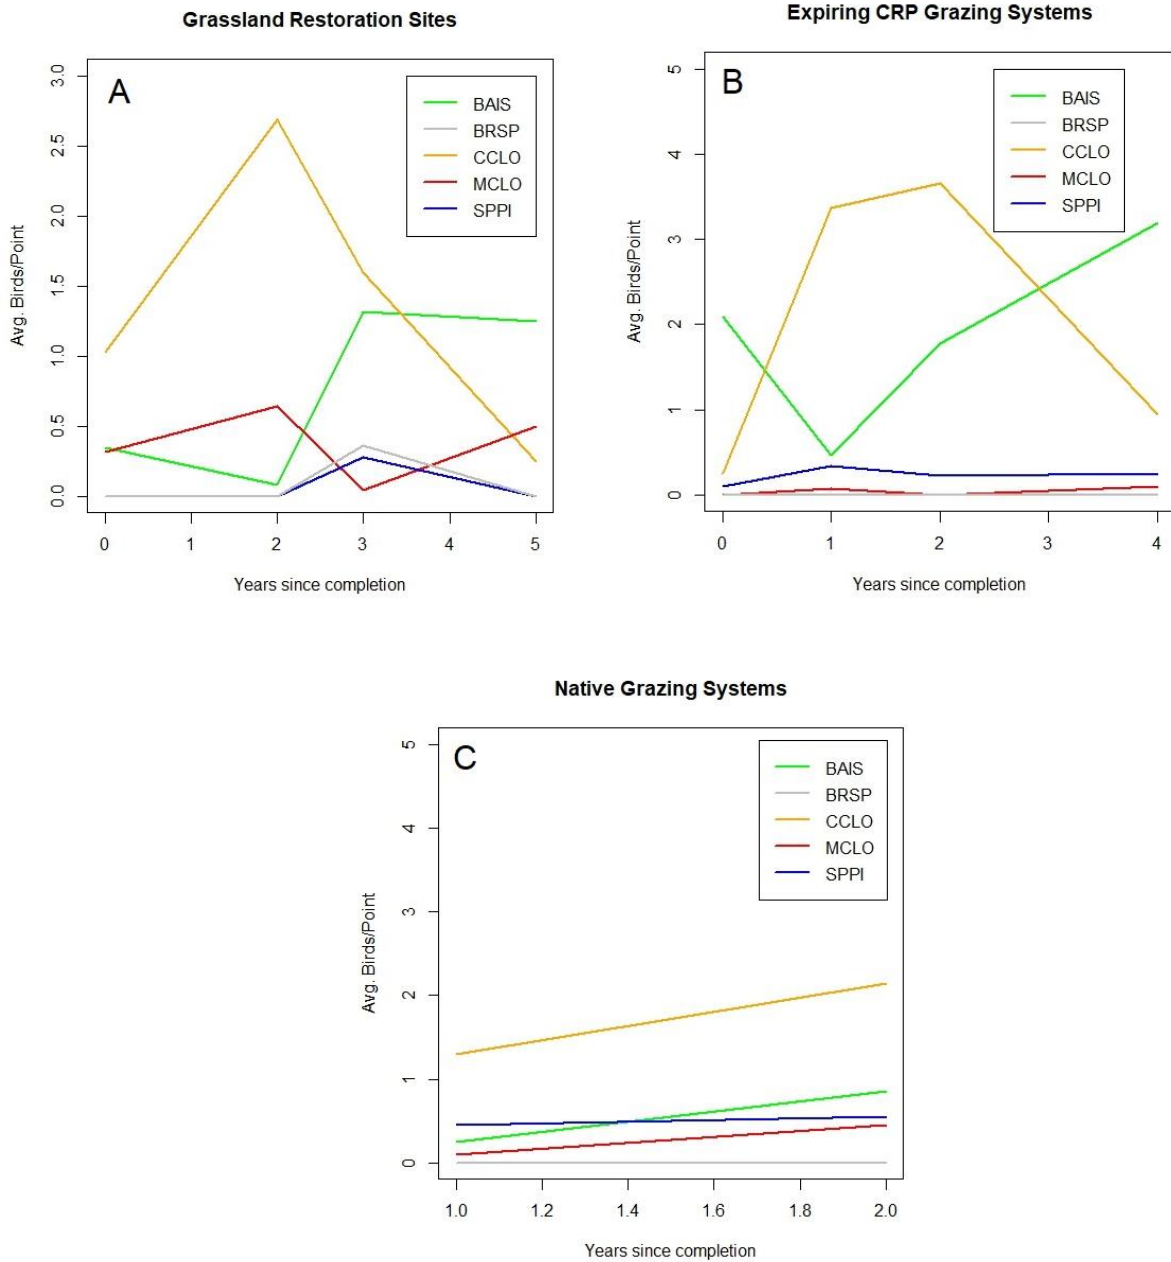 Grassland Restoration Sites
A
BAIS
BRSP
CCLO
MCLO
SPPI
Avg. Birds/Point
3.0
2.5
2.0
1.5
1.0
0.5
0.0
0 1 2 3 4 5
Years since completion
Expiring CRP Grazing Systems
B
BAIS
BRSP
CCLO
MCLO
SPPI
Avg. Birds/Point
5
4
3
2
1
0
0 1 2 3 4
Years since completion
Native Grazing Systems
C
BAIS
BRSP
CCLO
MCLO
SPPI
Avg. Birds/Point
5
4
3
2
1
0
1.0 1.2 1.4 1.6 1.8 2.0
Years since completion